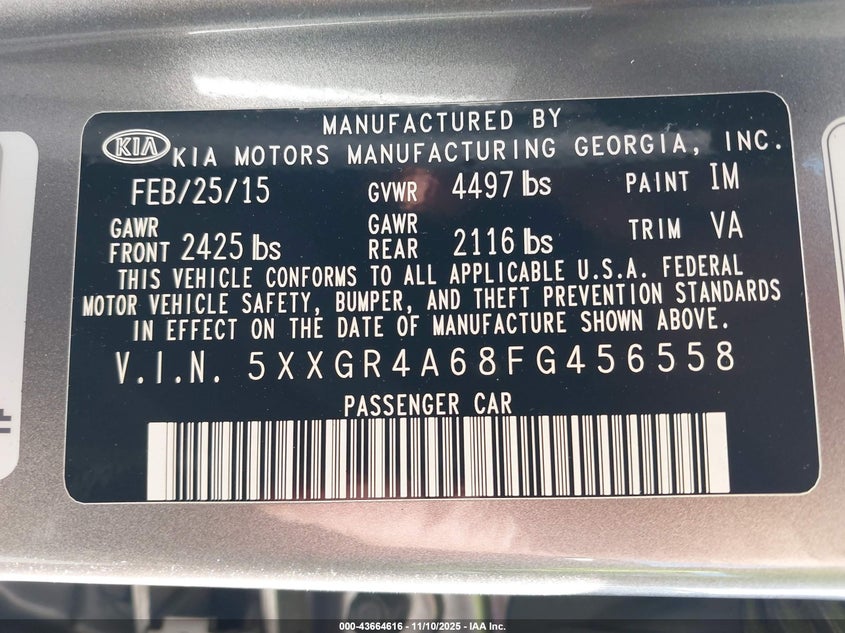 MANUFACTURED BY
KIA KIA MOTORS MANUFACTURING GEORGIA, INC.
FEB/25/15 GVWR 4497 lbs PAINT IM
GAWR FRONT 2425 lbs GAWR REAR 2116 lbs TRIM VA
THIS VEHICLE CONFORMS TO ALL APPLICABLE U.S.A. FEDERAL
MOTOR VEHICLE SAFETY, BUMPER, AND THEFT PREVENTION STANDARDS
IN EFFECT ON THE DATE OF MANUFACTURE SHOWN ABOVE.
V.I.N. 5XXGR4A68FG456558
PASSENGER CAR
000-43664616 - 11/10/2025 - IAA Inc.